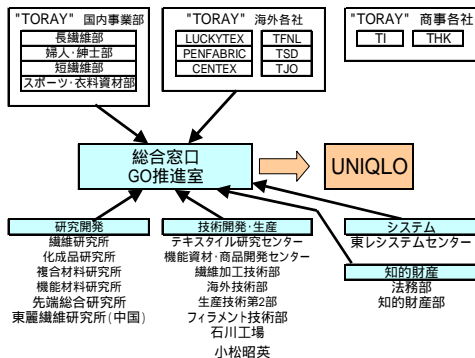 "TORAY" 国内事業部
長繊維部
婦人・紳士部
短繊維部
スポーツ・衣料資材部
"TORAY" 海外各社
LUCKYTEX
TFNL
PENFABRIC
TSD
CENTEX
TJO
"TORAY" 商事各社
TI
THK
総合窓口
GO推進室
UNIQLO
研究開発
繊維研究所
化成品研究所
複合材料研究所
機能材料研究所
先端総合研究所
東麗繊維研究所(中国)
技術開発・生産
テキスタイル研究センター
機能資材・商品開発センター
繊維加工技術部
海外技術部
生産技術第2部
フィラメント技術部
石川工場
小松昭英
システム
東レシステムセンター
知的財産
法務部
知的財産部